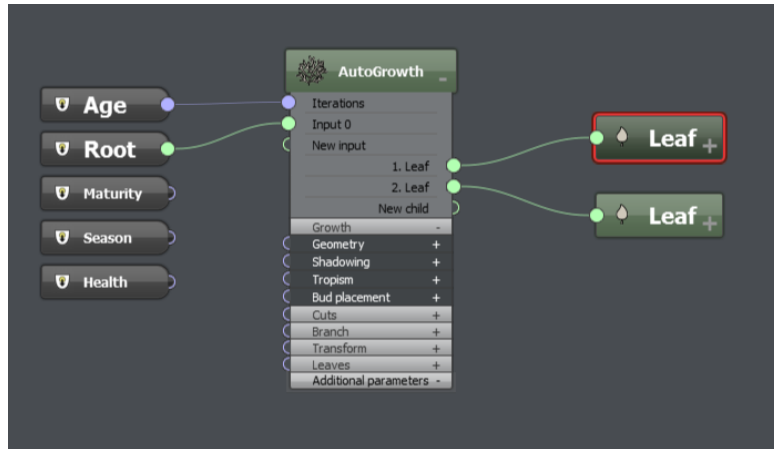 Age
Root
Maturity
Season
Health
AutoGrowth
Iterations
Input 0
New input
1. Leaf
2. Leaf
New child
Growth -
Geometry +
Shadowing +
Tropism +
Bud placement +
Cuts +
Branch +
Transform +
Leaves +
Additional parameters -
Leaf +
Leaf +